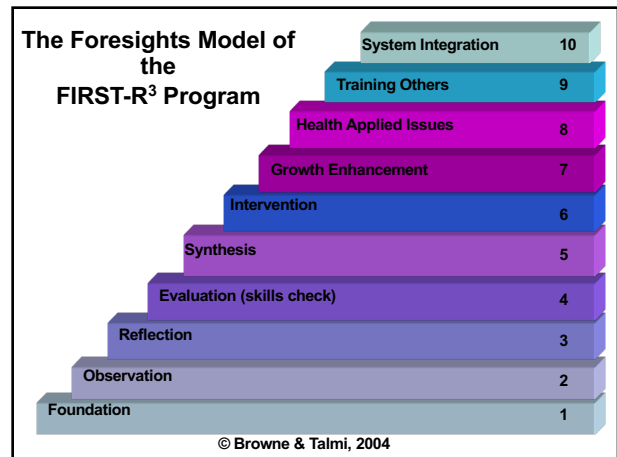 The Foresights Model of
the
FIRST-R³ Program
System Integration 10
Training Others 9
Health Applied Issues 8
Growth Enhancement 7
Intervention 6
Synthesis 5
Evaluation (skills check) 4
Reflection 3
Observation 2
Foundation 1
© Browne & Talmi, 2004